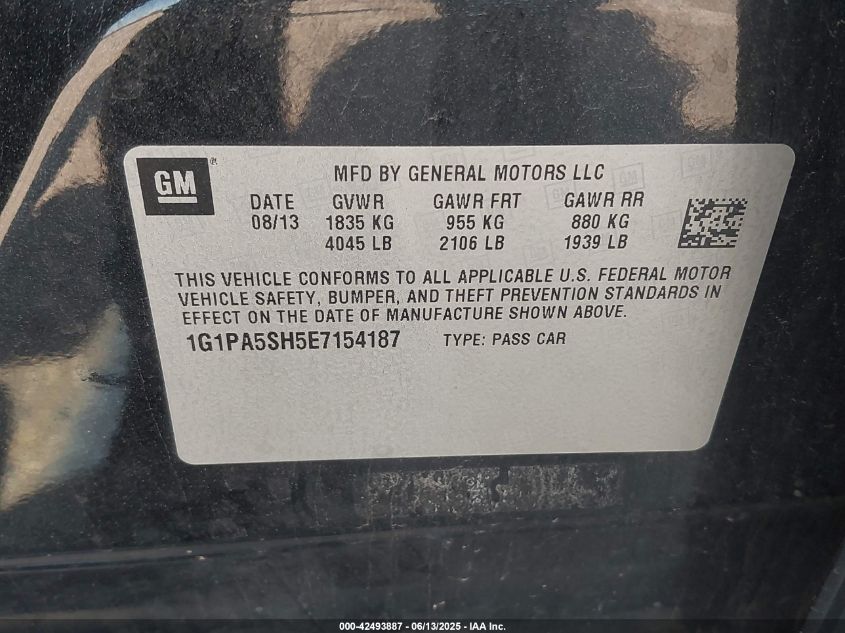 GM
MFD BY GENERAL MOTORS LLC
DATE GVWR GAWR FRT GAWR RR
08/13 1835 KG 955 KG 880 KG
4045 LB 2106 LB 1939 LB
THIS VEHICLE CONFORMS TO ALL APPLICABLE U.S. FEDERAL MOTOR
VEHICLE SAFETY, BUMPER, AND THEFT PREVENTION STANDARDS IN
EFFECT ON THE DATE OF MANUFACTURE SHOWN ABOVE.
1G1PA5SH5E7154187 TYPE: PASS CAR
000-42493887 - 06/13/2025 - IAA Inc.